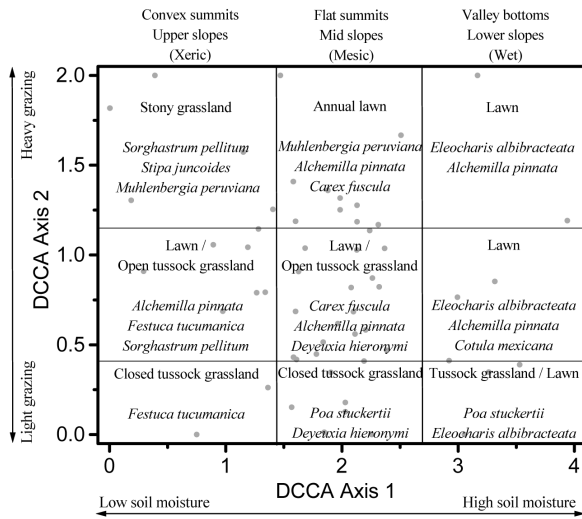 Convex summits
Upper slopes
(Xeric)
Flat summits
Mid slopes
(Mesic)
Valley bottoms
Lower slopes
(Wet)
Heavy grazing
Light grazing
DCCA Axis 2
2.0
1.5
1.0
0.5
0.0
Stony grassland
Sorghastrum pellitum
Stipa juncoides
Muhlenbergia peruviana
Annual lawn
Muhlenbergia peruviana
Alchemilla pinnata
Carex fuscula
Lawn
Eleocharis albibracteata
Alchemilla pinnata
Lawn /
Open tussock grassland
Alchemilla pinnata
Festuca tucumanica
Sorghastrum pellitum
Lawn /
Open tussock grassland
Carex fuscula
Alchemilla pinnata
Deyeuxia hieronymi
Lawn
Eleocharis albibracteata
Alchemilla pinnata
Cotula mexicana
Closed tussock grassland
Festuca tucumanica
Closed tussock grassland
Poa stuckertii
Deyeuxia hieronymi
Tussock grassland / Lawn
Poa stuckertii
Eleocharis albibracteata
0 1 2 3 4
DCCA Axis 1
Low soil moisture
High soil moisture